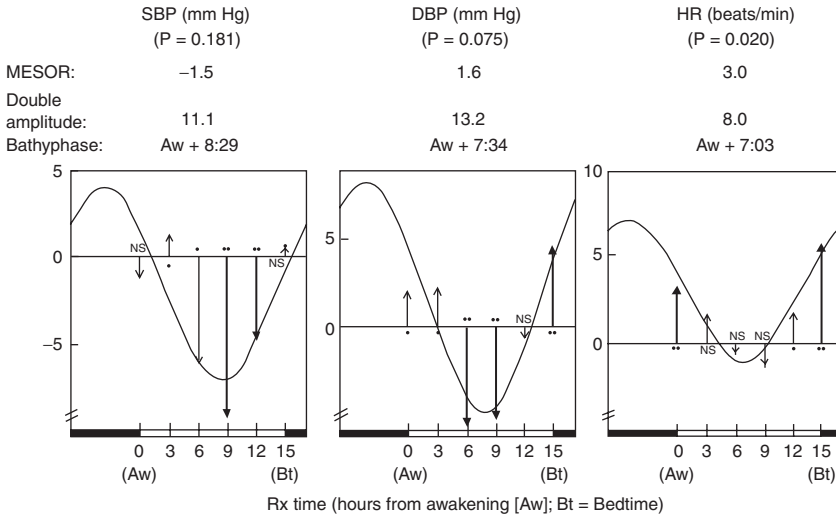 SBP (mm Hg) DBP (mm Hg) HR (beats/min)
(P = 0.181) (P = 0.075) (P = 0.020)
MESOR: −1.5 1.6 3.0
Double
amplitude: 11.1 13.2 8.0
Bathyphase: Aw + 8:29 Aw + 7:34 Aw + 7:03
5
0
−5
NS
NS
0 3 6 9 12 15
(Aw) (Bt)
5
0
NS
0 3 6 9 12 15
(Aw) (Bt)
10
5
0
NS
NS
NS
0 3 6 9 12 15
(Aw) (Bt)
Rx time (hours from awakening [Aw]; Bt = Bedtime)